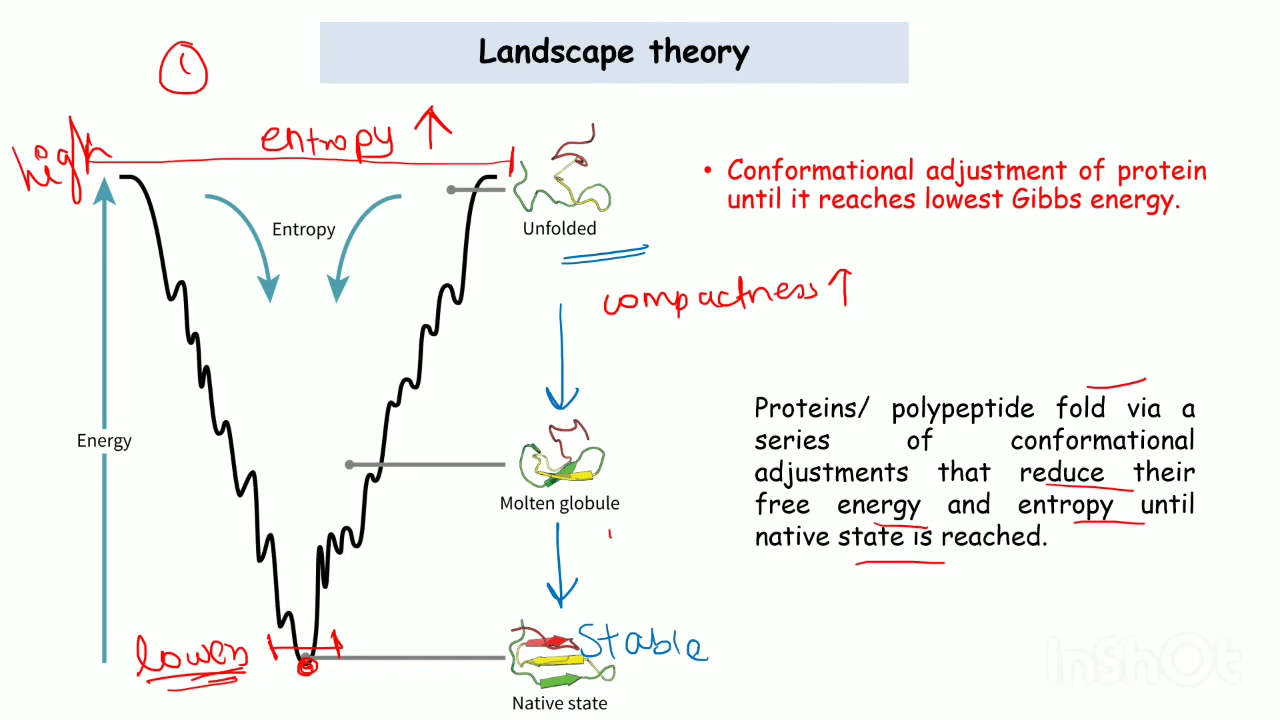 Landscape theory
high
entropy ↑
• Conformational adjustment of protein
until it reaches lowest Gibbs energy.
Entropy
Unfolded
compactness ↑
Energy
Proteins/ polypeptide fold via a
series of conformational
adjustments that reduce their
free energy and entropy until
native state is reached.
Molten globule
lower
Stable
Native state
InShOt